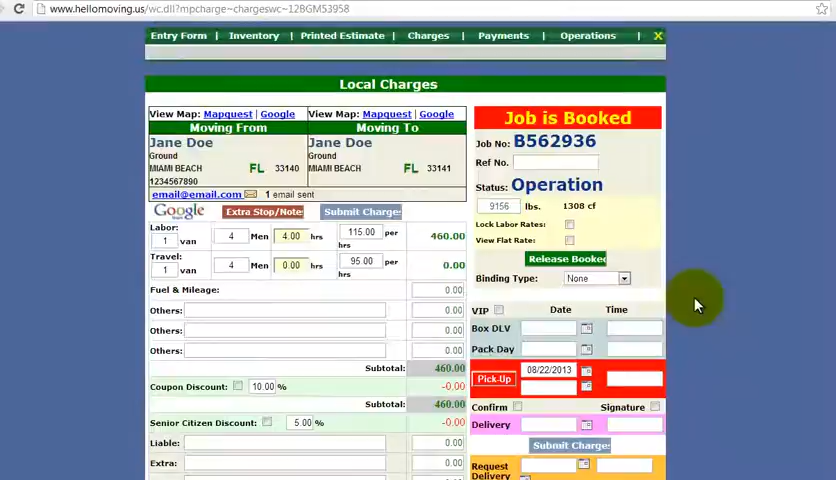 www.hellomoving.us/wc.dll?mpcharge~chargeswc~12BGM53958
Entry Form | Inventory | Printed Estimate | Charges | Payments | Operations | X
Local Charges
View Map: Mapquest | Google
View Map: Mapquest | Google
Moving From
Moving To
Jane Doe
Jane Doe
Ground
Ground
MIAMI BEACH FL 33140
MIAMI BEACH FL 33141
1234567890
email@email.com 1 email sent
Google Extra Stop/Note Submit Charge
Labor:
1 van 4 Men 4.00 hrs 115.00 per hrs 460.00
Travel:
1 van 4 Men 0.00 hrs 95.00 per hrs 0.00
Fuel & Mileage: 0.00
Others: 0.00
Others: 0.00
Others: 0.00
Subtotal: 460.00
Coupon Discount: 10.00 % -0.00
Subtotal: 460.00
Senior Citizen Discount: 5.00 % -0.00
Liable: 0.00
Extra: 0.00
Job is Booked
Job No: B562936
Ref No.
Status: Operation
9156 lbs. 1308 cf
Lock Labor Rates:
View Flat Rate:
Release Booked
Binding Type: None
VIP Date Time
Box DLV
Pack Day
Pick-Up 08/22/2013
Confirm Signature
Delivery
Submit Charge
Request
Delivery